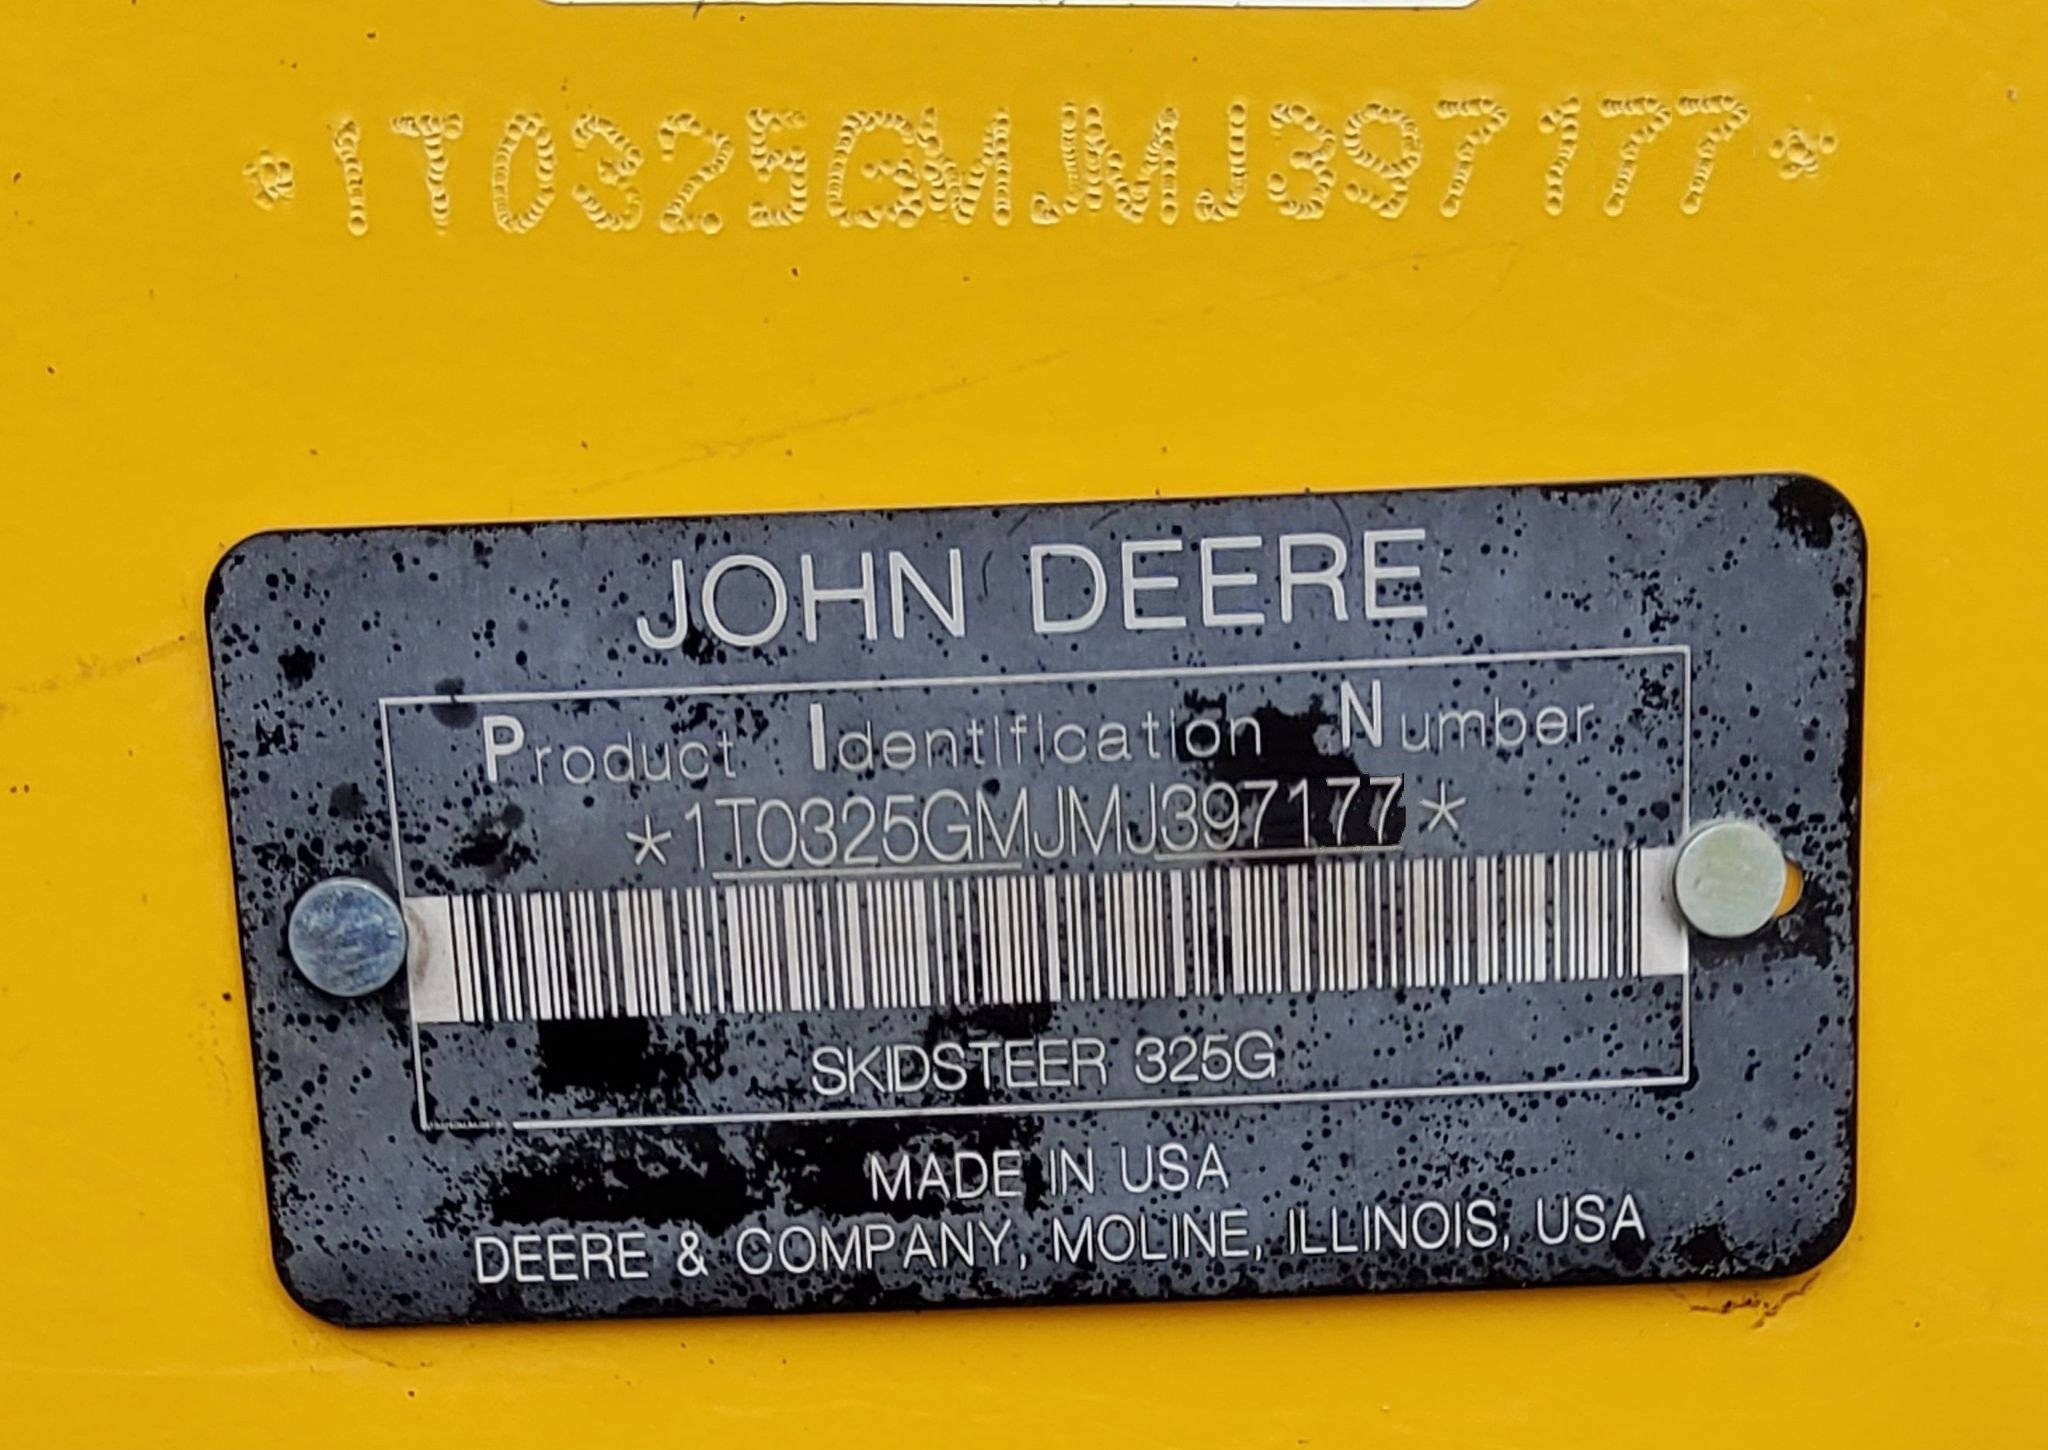 *1T0325GMJMJ397177*
JOHN DEERE
Product Identification Number
*1T0325GMJMJ397177*
SKIDSTEER 325G
MADE IN USA
DEERE & COMPANY, MOLINE, ILLINOIS, USA